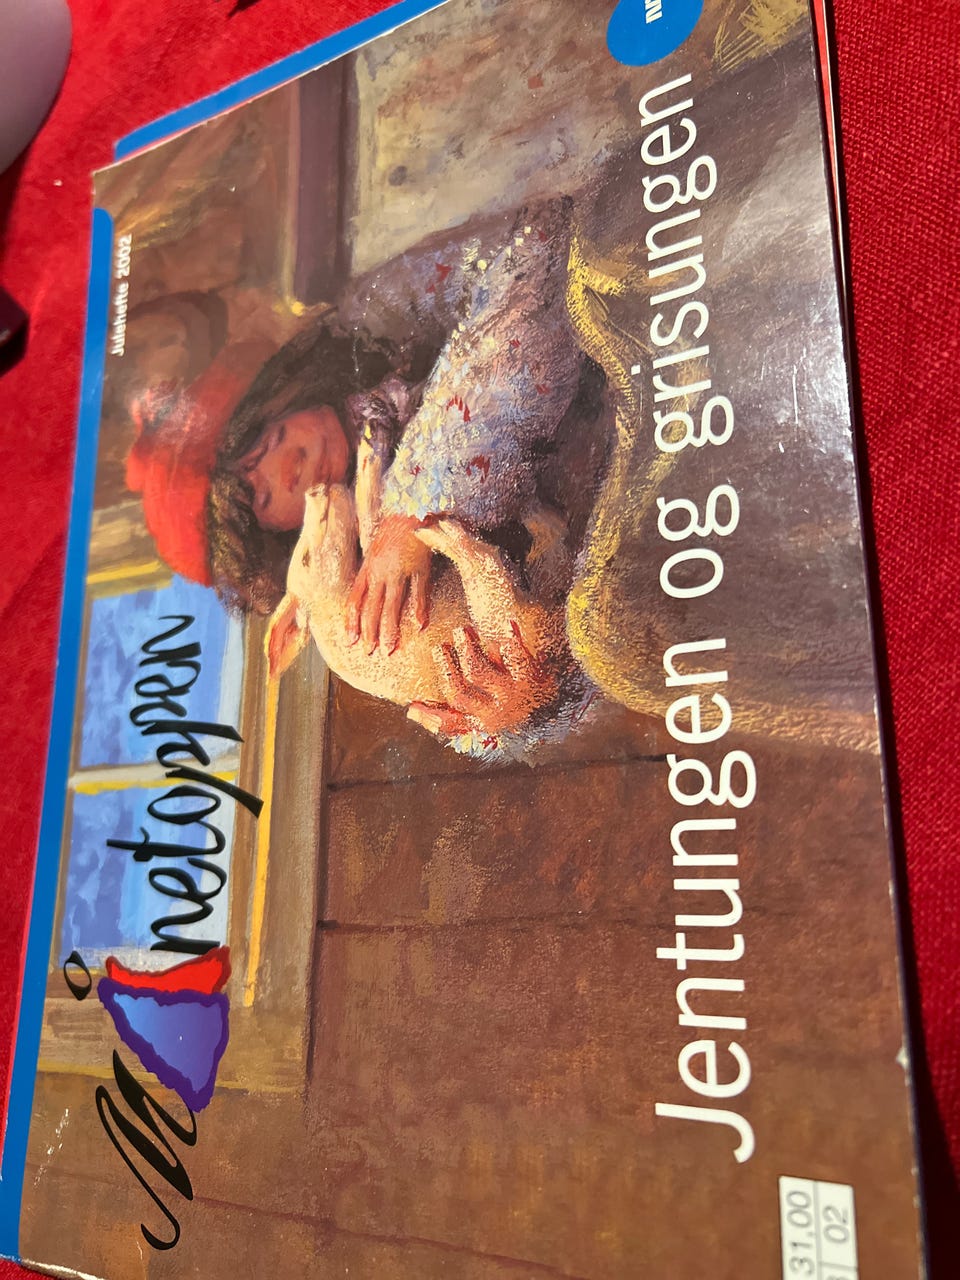 Julehefte 2002
Månetoppen
Jentungen og grisungen
31,00
02